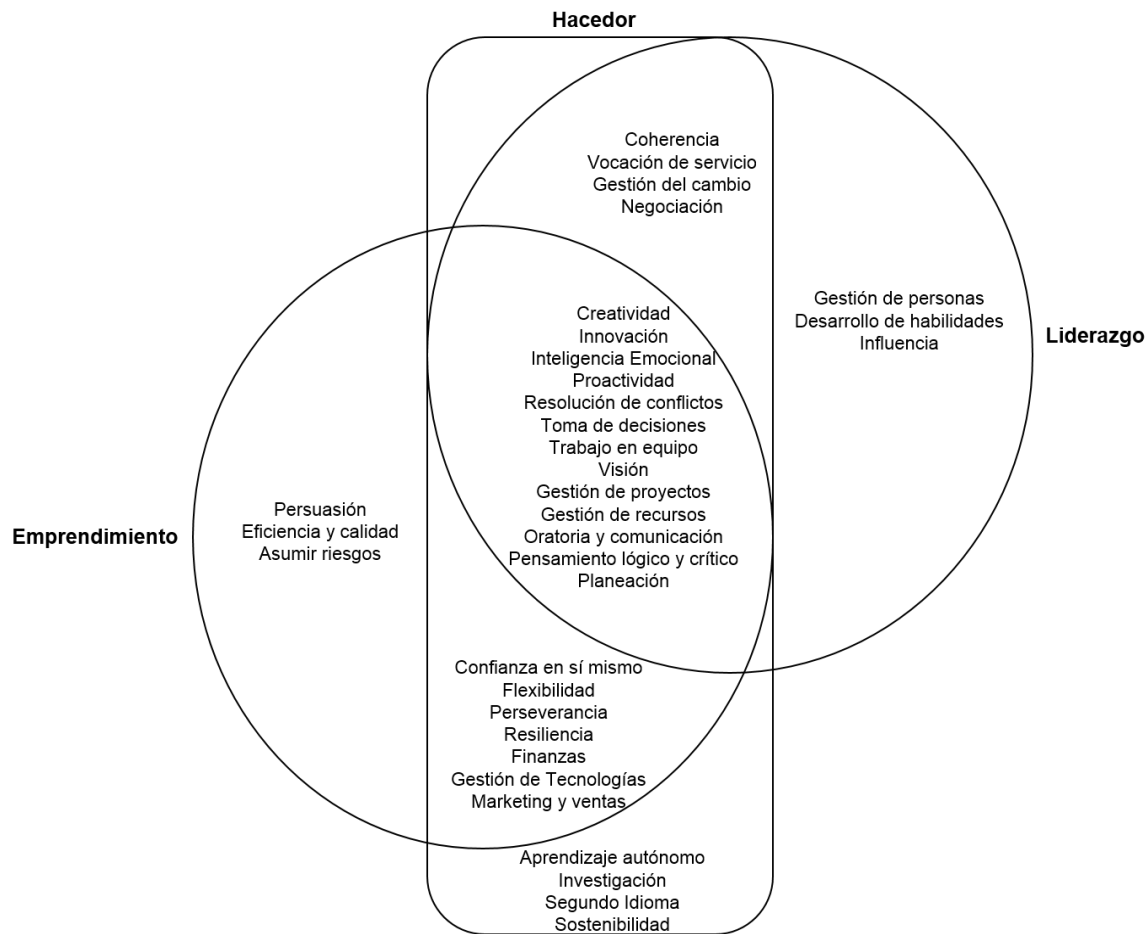 Hacedor
Coherencia
Vocación de servicio
Gestión del cambio
Negociación
Gestión de personas
Desarrollo de habilidades
Influencia
Liderazgo
Creatividad
Innovación
Inteligencia Emocional
Proactividad
Resolución de conflictos
Toma de decisiones
Trabajo en equipo
Visión
Gestión de proyectos
Gestión de recursos
Oratoria y comunicación
Pensamiento lógico y crítico
Planeación
Emprendimiento
Persuasión
Eficiencia y calidad
Asumir riesgos
Confianza en sí mismo
Flexibilidad
Perseverancia
Resiliencia
Finanzas
Gestión de Tecnologías
Marketing y ventas
Aprendizaje autónomo
Investigación
Segundo Idioma
Sostenibilidad